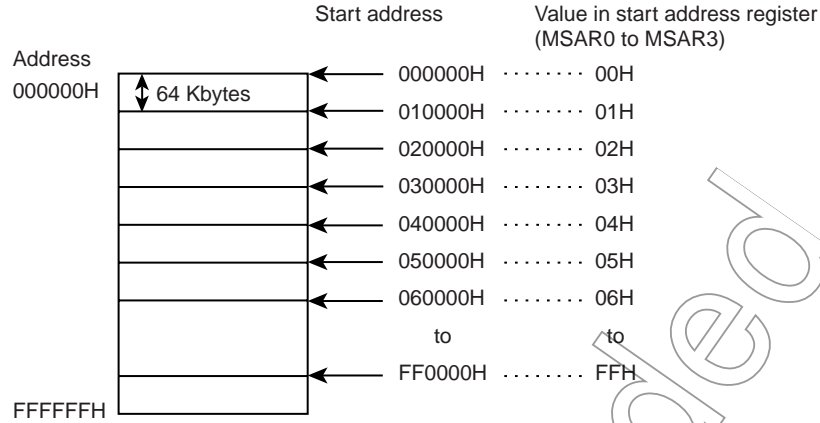 Start address
Value in start address register
(MSAR0 to MSAR3)
Address
000000H
64 Kbytes
000000H ········ 00H
010000H ········ 01H
020000H ········ 02H
030000H ········ 03H
040000H ········ 04H
050000H ········ 05H
060000H ········ 06H
to to
FF0000H ········ FFH
FFFFFFH
ded